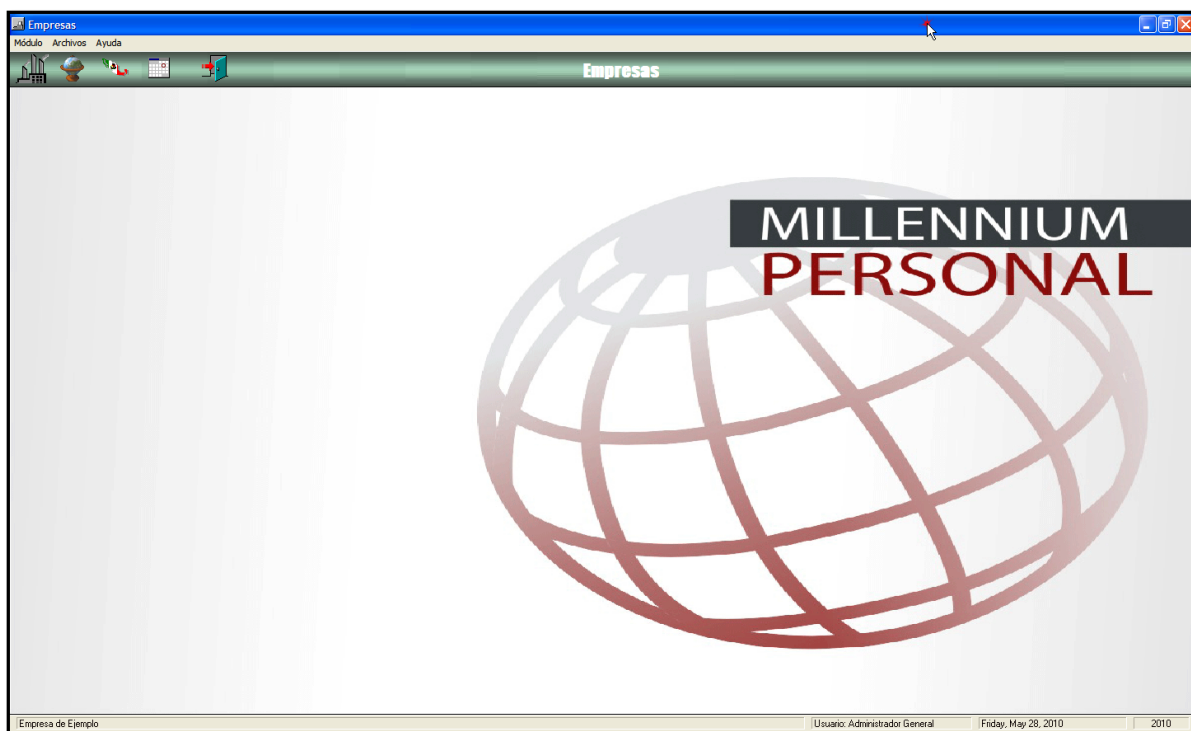 Empresas
Módulo Archivos Ayuda
Empresas
MILLENNIUM
PERSONAL
Empresa de Ejemplo Usuario: Administrador General Friday, May 28, 2010 2010